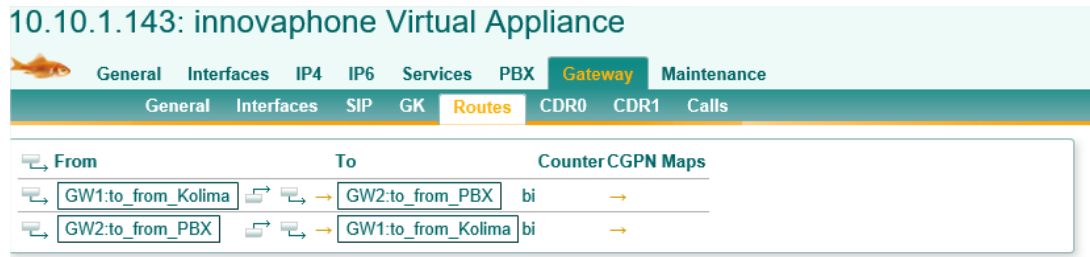 10.10.1.143: innovaphone Virtual Appliance
General Interfaces IP4 IP6 Services PBX Gateway Maintenance
General Interfaces SIP GK Routes CDR0 CDR1 Calls
From To Counter CGPN Maps
GW1:to_from_Kolima → GW2:to_from_PBX bi →
GW2:to_from_PBX → GW1:to_from_Kolima bi →